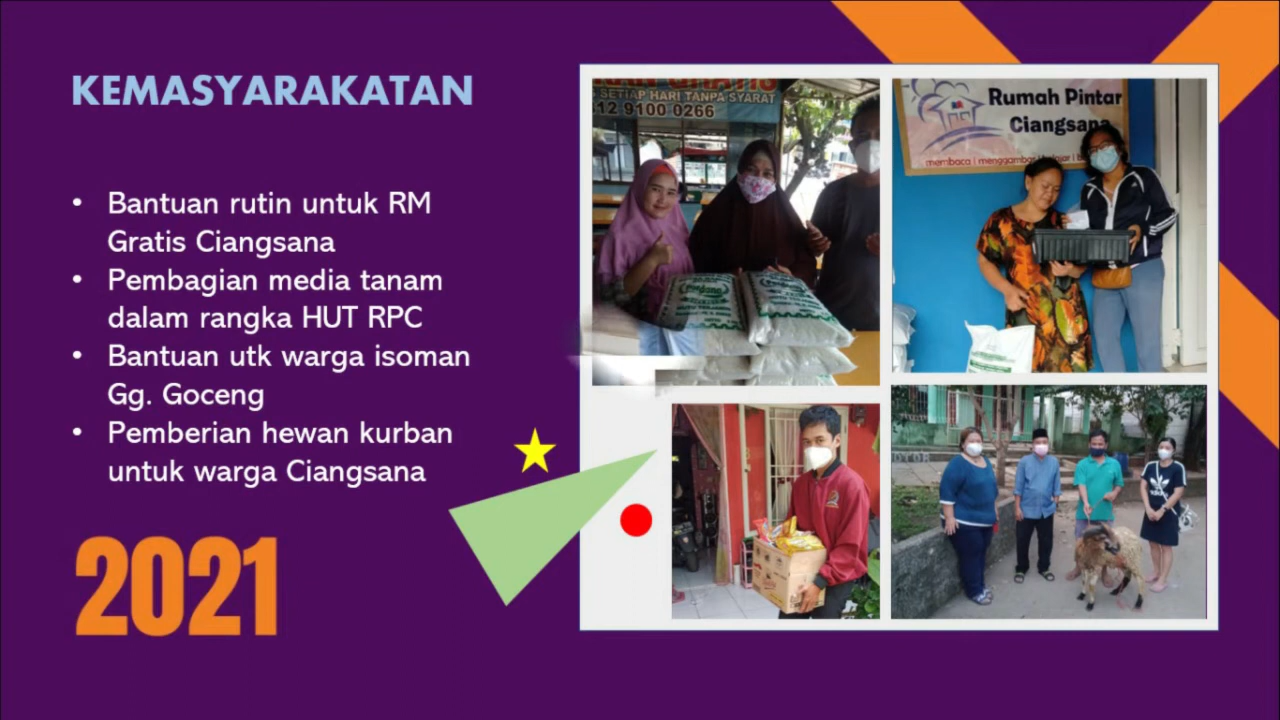 KEMASYARAKATAN
• Bantuan rutin untuk RM
Gratis Ciangsana
• Pembagian media tanam
dalam rangka HUT RPC
• Bantuan utk warga isoman
Gg. Goceng
• Pemberian hewan kurban
untuk warga Ciangsana
2021
GRATIS
SETIAP HARI TANPA SYARAT
12 9100 0266
Rumah Pintar
Ciangsana
membaca | menggambar
adidas